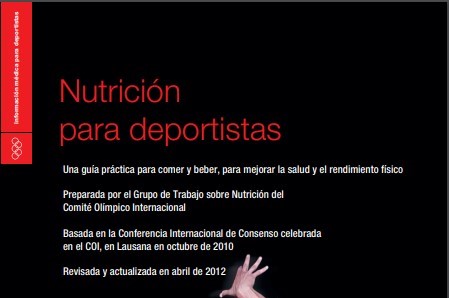 Información médica para deportistas
Nutrición
para deportistas
Una guía práctica para comer y beber, para mejorar la salud y el rendimiento físico
Preparada por el Grupo de Trabajo sobre Nutrición del
Comité Olímpico Internacional
Basada en la Conferencia Internacional de Consenso celebrada
en el COI, en Lausana en octubre de 2010
Revisada y actualizada en abril de 2012